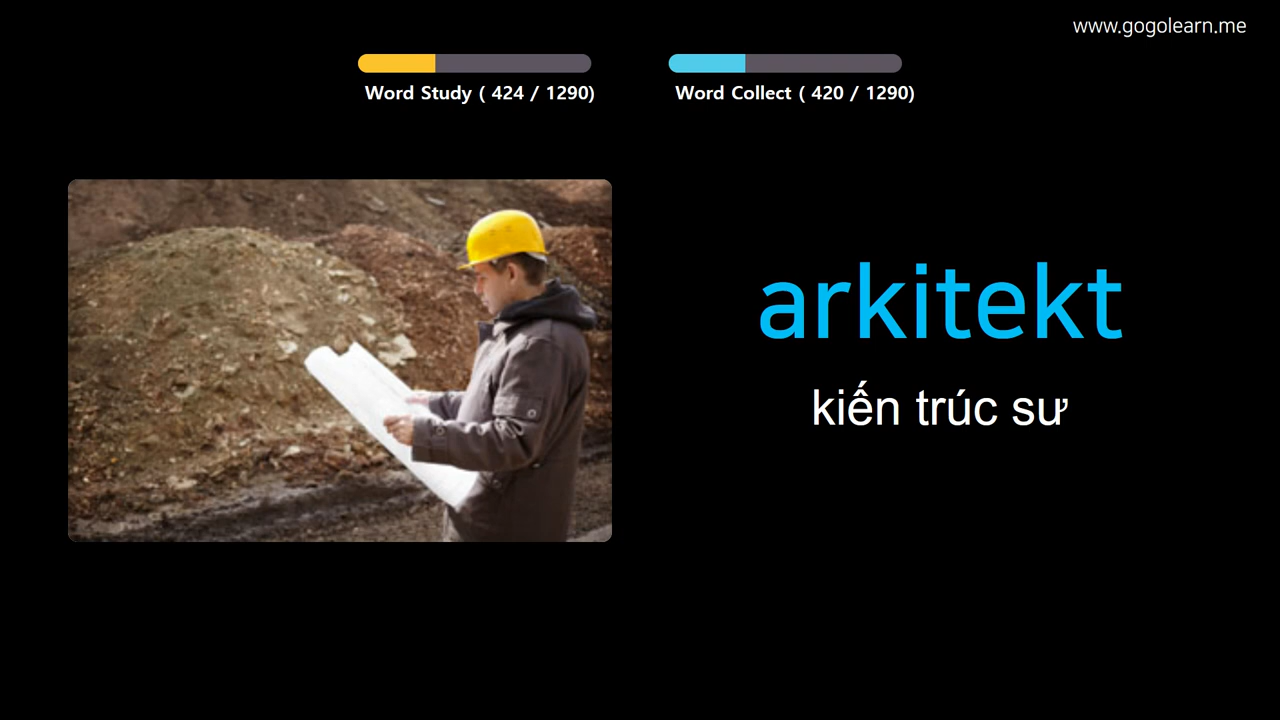 www.gogolearn.me
Word Study ( 424 / 1290)
Word Collect ( 420 / 1290)
arkitekt
kiến trúc sư